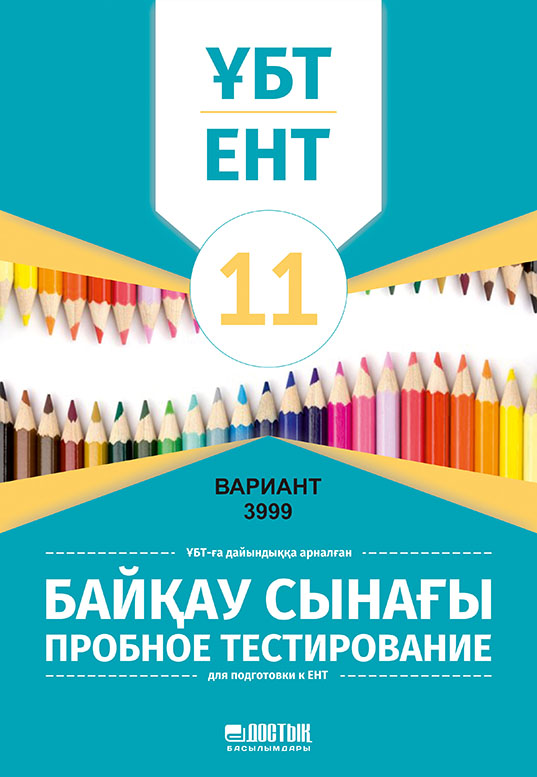 ҰБТ
ЕНТ
11
ВАРИАНТ
3999
ҰБТ-ға дайындыққа арналған
БАЙҚАУ СЫНАҒЫ
ПРОБНОЕ ТЕСТИРОВАНИЕ
для подготовки к ЕНТ
ДОСТЫҚ
БАСЫЛЫМДАРЫ